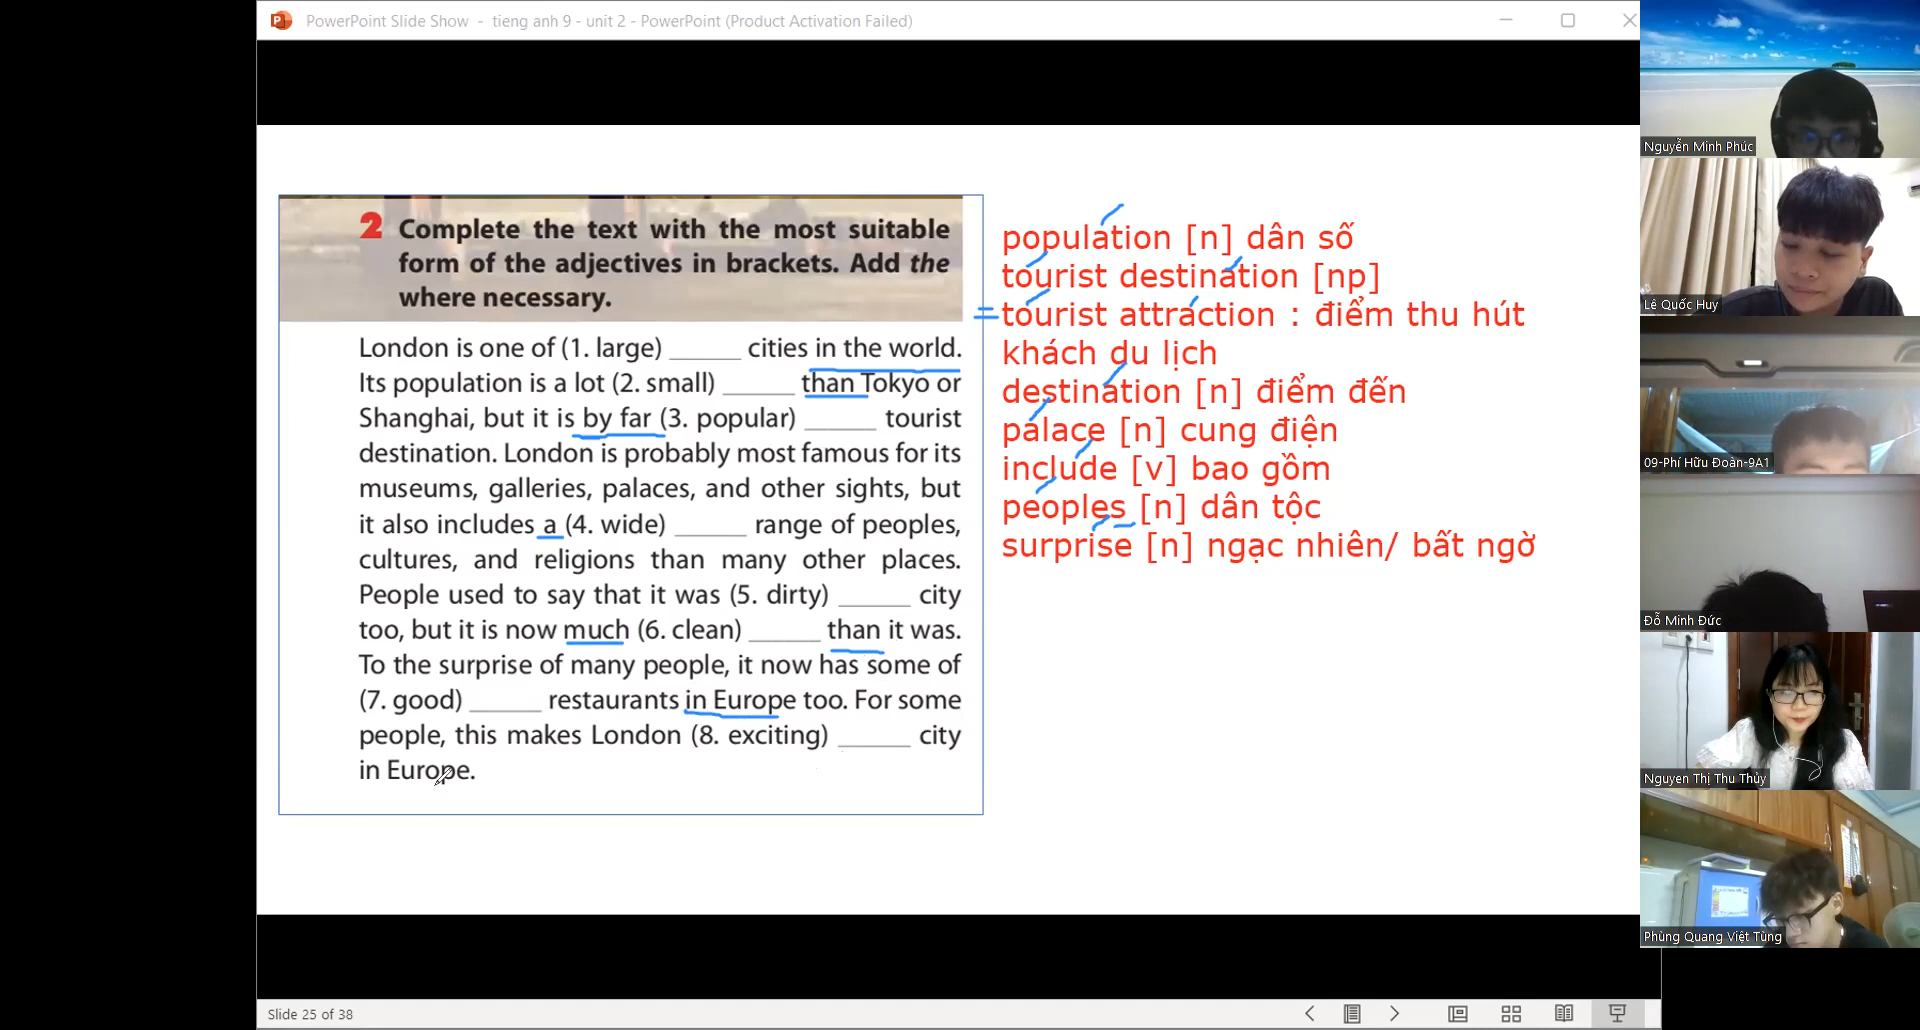 PowerPoint Slide Show - tieng anh 9 - unit 2 - PowerPoint (Product Activation Failed)
2 Complete the text with the most suitable
form of the adjectives in brackets. Add the
where necessary.
London is one of (1. large) ______ cities in the world.
Its population is a lot (2. small) ______ than Tokyo or
Shanghai, but it is by far (3. popular) ______ tourist
destination. London is probably most famous for its
museums, galleries, palaces, and other sights, but
it also includes a (4. wide) ______ range of peoples,
cultures, and religions than many other places.
People used to say that it was (5. dirty) ______ city
too, but it is now much (6. clean) ______ than it was.
To the surprise of many people, it now has some of
(7. good) ______ restaurants in Europe too. For some
people, this makes London (8. exciting) ______ city
in Europe.
population [n] dân số
tourist destination [np]
= tourist attraction : điểm thu hút
khách du lịch
destination [n] điểm đến
palace [n] cung điện
include [v] bao gồm
peoples [n] dân tộc
surprise [n] ngạc nhiên/ bất ngờ
Nguyễn Minh Phúc
Lê Quốc Huy
09-Phí Hữu Đoàn-9A1
Đỗ Minh Đức
Nguyen Thị Thu Thủy
Phùng Quang Việt Tùng
Slide 25 of 38